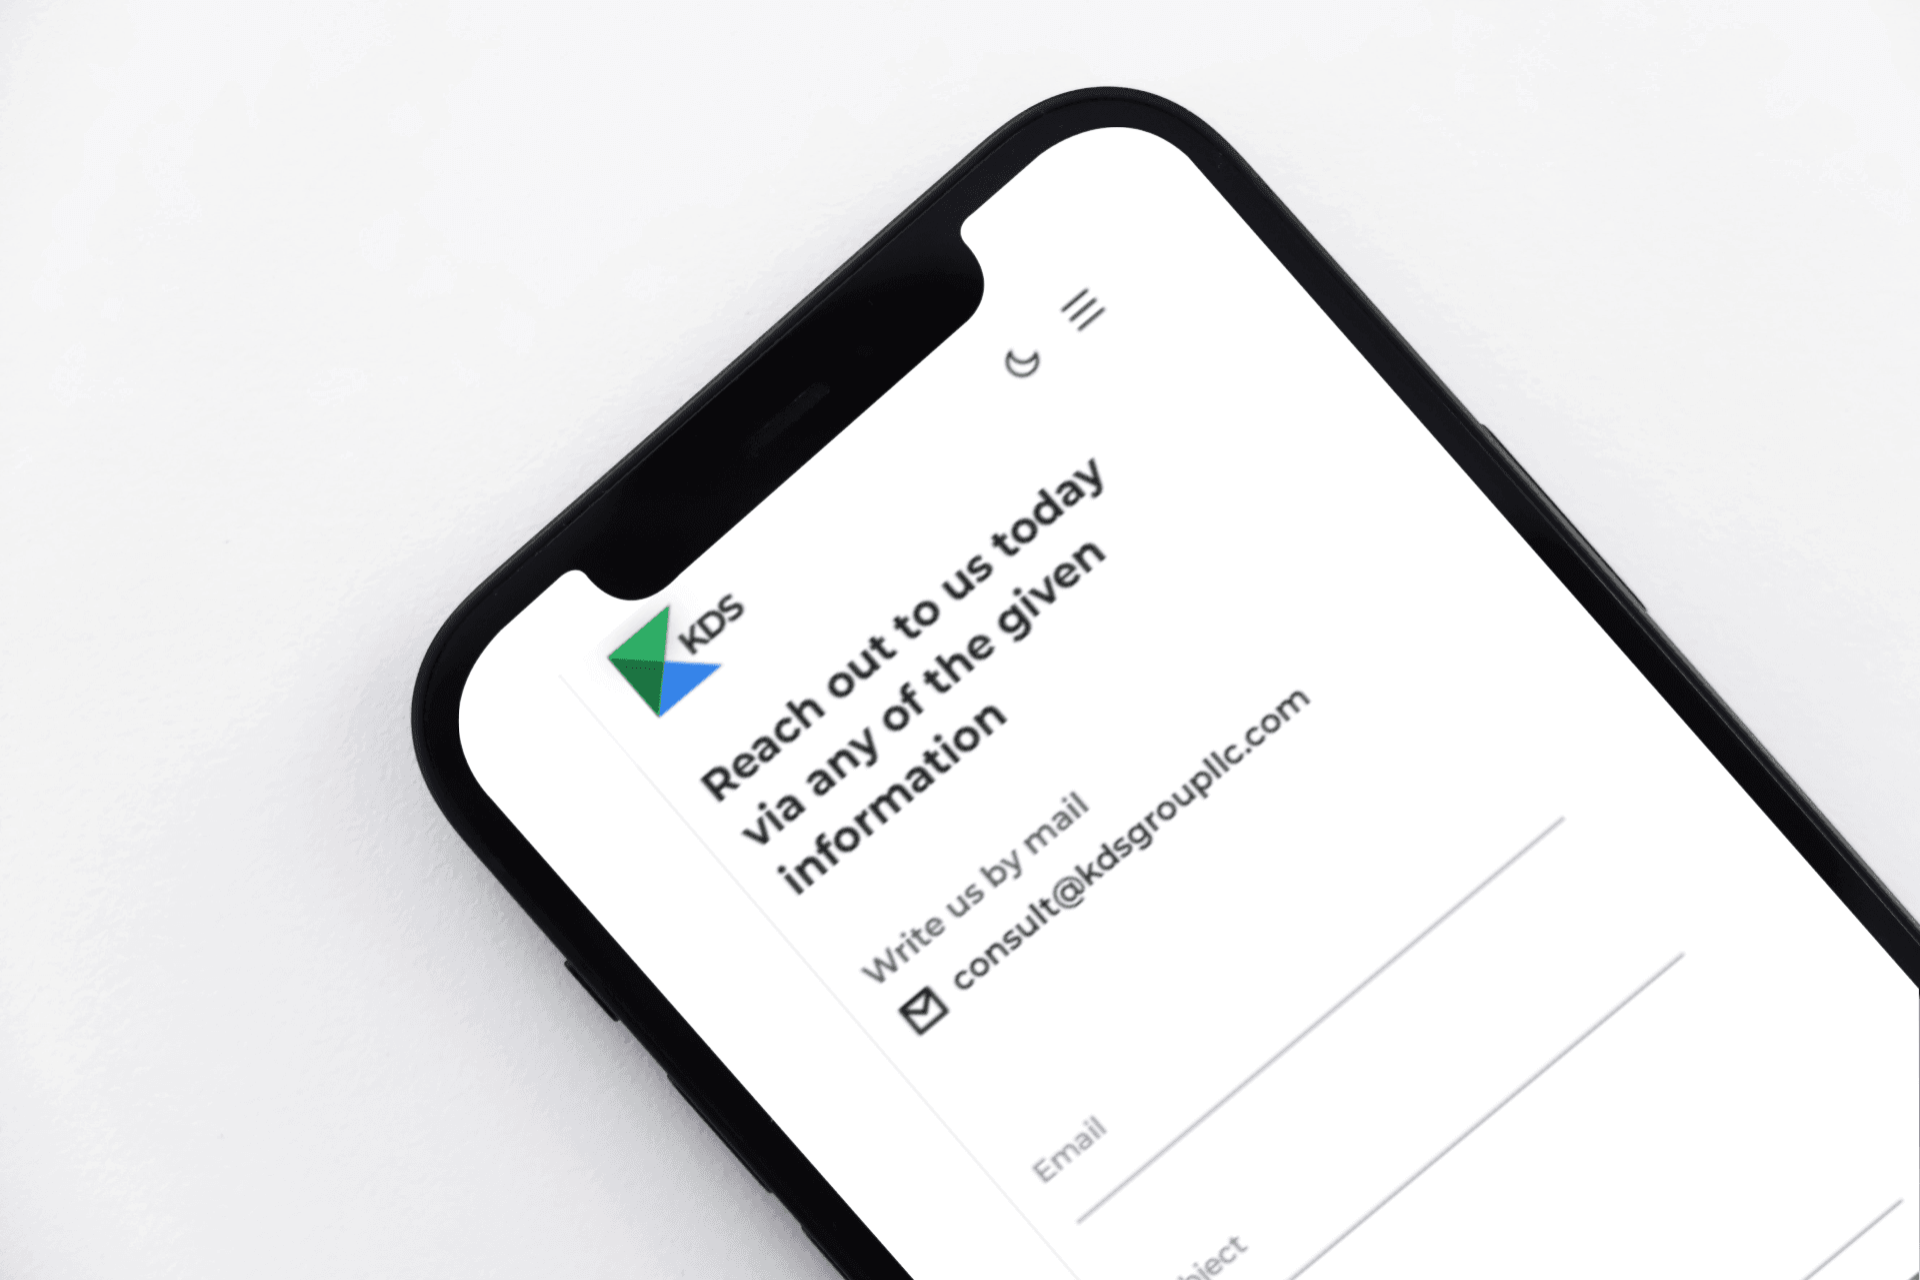 KDS
Reach out to us today
via any of the given
information
Write us by mail
consult@kdsgroupllc.com
Email
bject